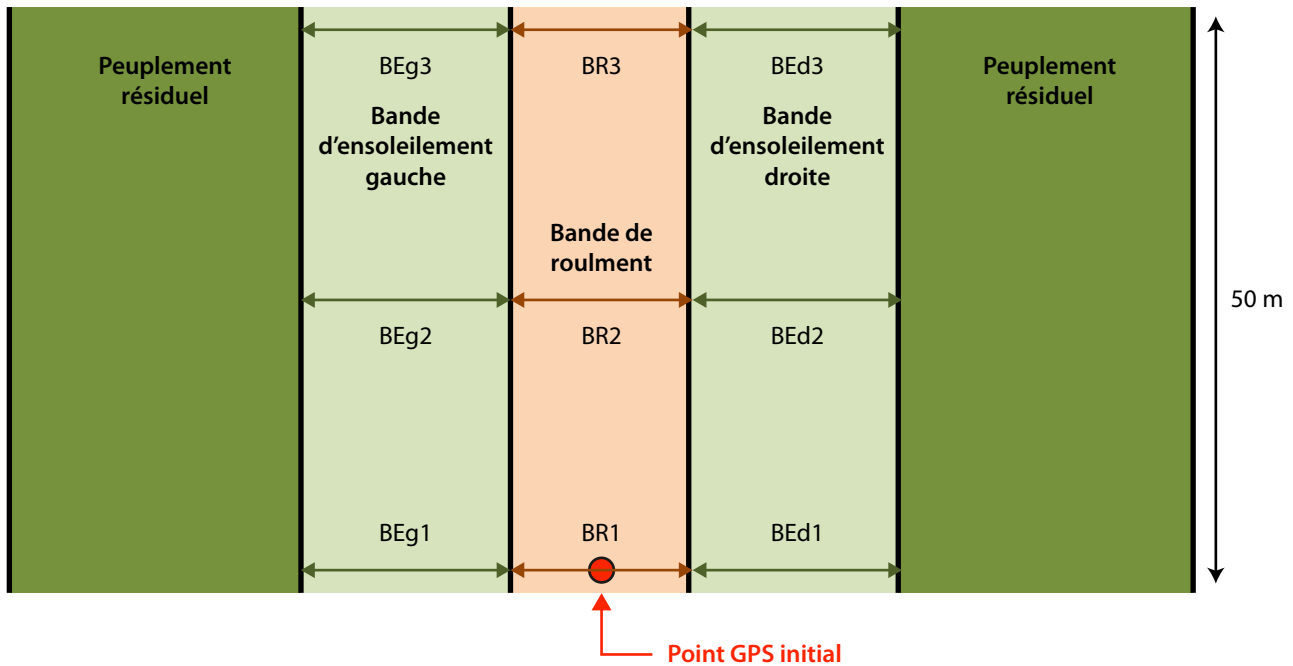 Peuplement
résiduel
BEg3
BR3
BEd3
Peuplement
résiduel
Bande
d’ensoleilement
gauche
Bande
d’ensoleilement
droite
Bande de
roulment
50 m
BEg2
BR2
BEd2
BEg1
BR1
BEd1
Point GPS initial